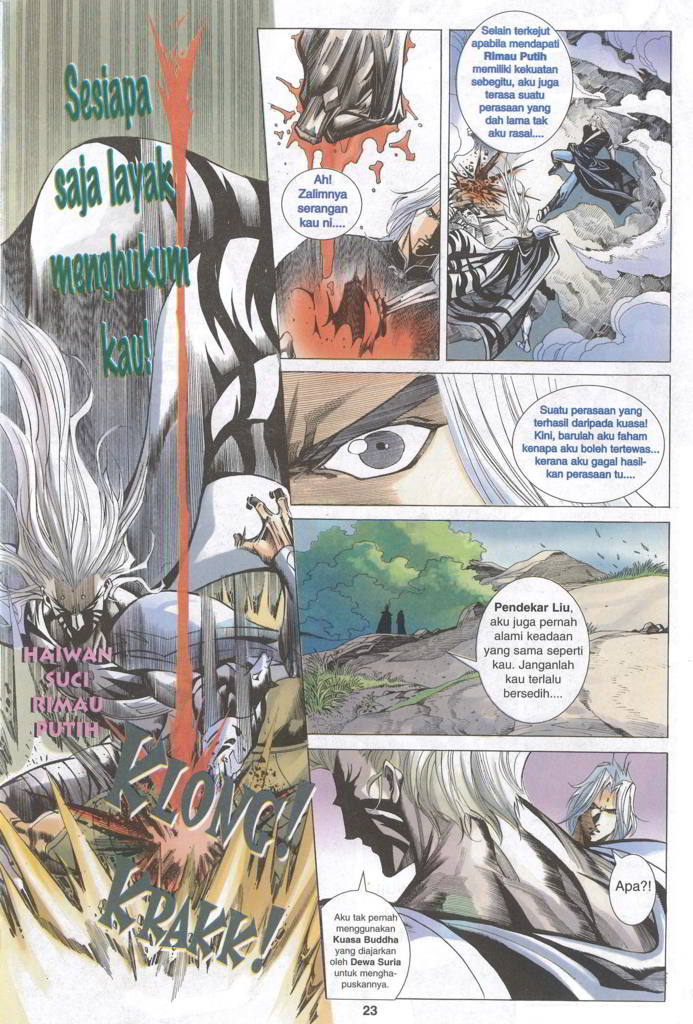 Sesiapa
saja layak
menghukum
kau!
HAIWAN
SUCI
RIMAU
PUTIH
KLONG!
KRAKK!
Ah!
Zalimnya
serangan
kau ni....
Selain terkejut
apabila mendapati
Rimau Putih
memiliki kekuatan
sebegitu, aku juga
terasa suatu
perasaan yang
dah lama tak
aku rasai....
Suatu perasaan yang
terhasil daripada kuasa!
Kini, barulah aku faham
kenapa aku boleh tertewas...
kerana aku gagal hasil-
kan perasaan tu....
Pendekar Liu,
aku juga pernah
alami keadaan
yang sama seperti
kau. Janganlah
kau terlalu
bersedih....
Apa?!
Aku tak pernah
menggunakan
Kuasa Buddha
yang diajarkan
oleh Dewa Suria
untuk mengha-
puskannya.
23